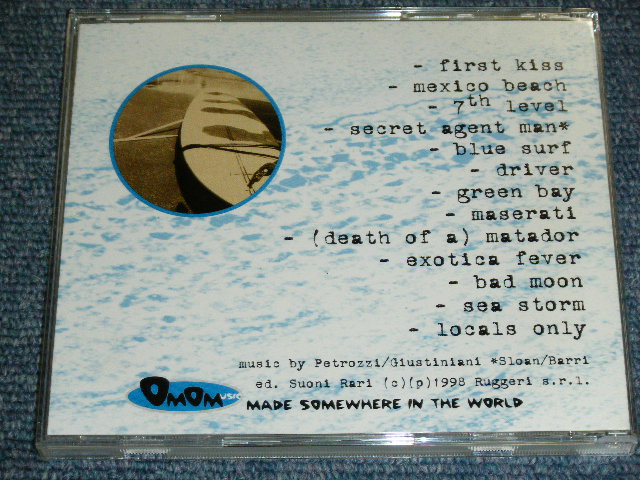 - first kiss
- mexico beach
- 7th level
- secret agent man*
- blue surf
- driver
- green bay
- maserati
- (death of a) matador
- exotica fever
- bad moon
- sea storm
- locals only
music by Petrozzi/Giustiniani *Sloan/Barri
ed. Suoni Rari (c)(p)1998 Ruggeri s.r.l.
OMOM USIC
MADE SOMEWHERE IN THE WORLD